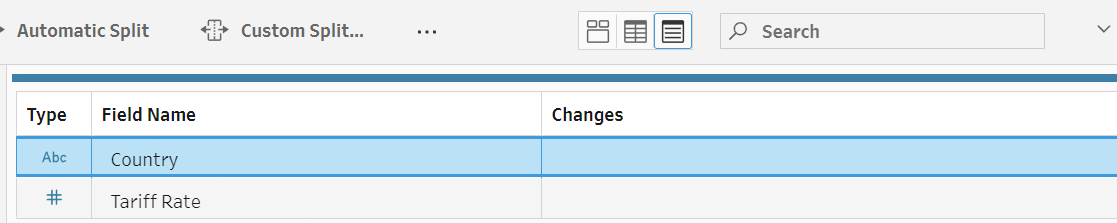 Automatic Split Custom Split... ... Search
Type Field Name Changes
Abc Country
# Tariff Rate